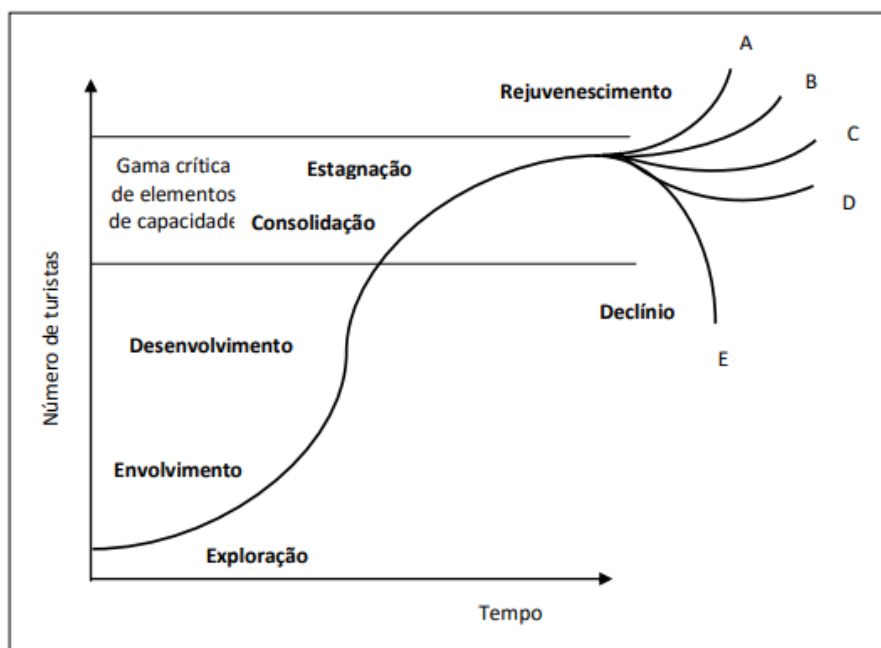 A
Rejuvenescimento
B
C
Gama crítica
de elementos
de capacidade
Estagnação
D
Consolidação
Número de turistas
Declínio
Desenvolvimento
E
Envolvimento
Exploração
Tempo